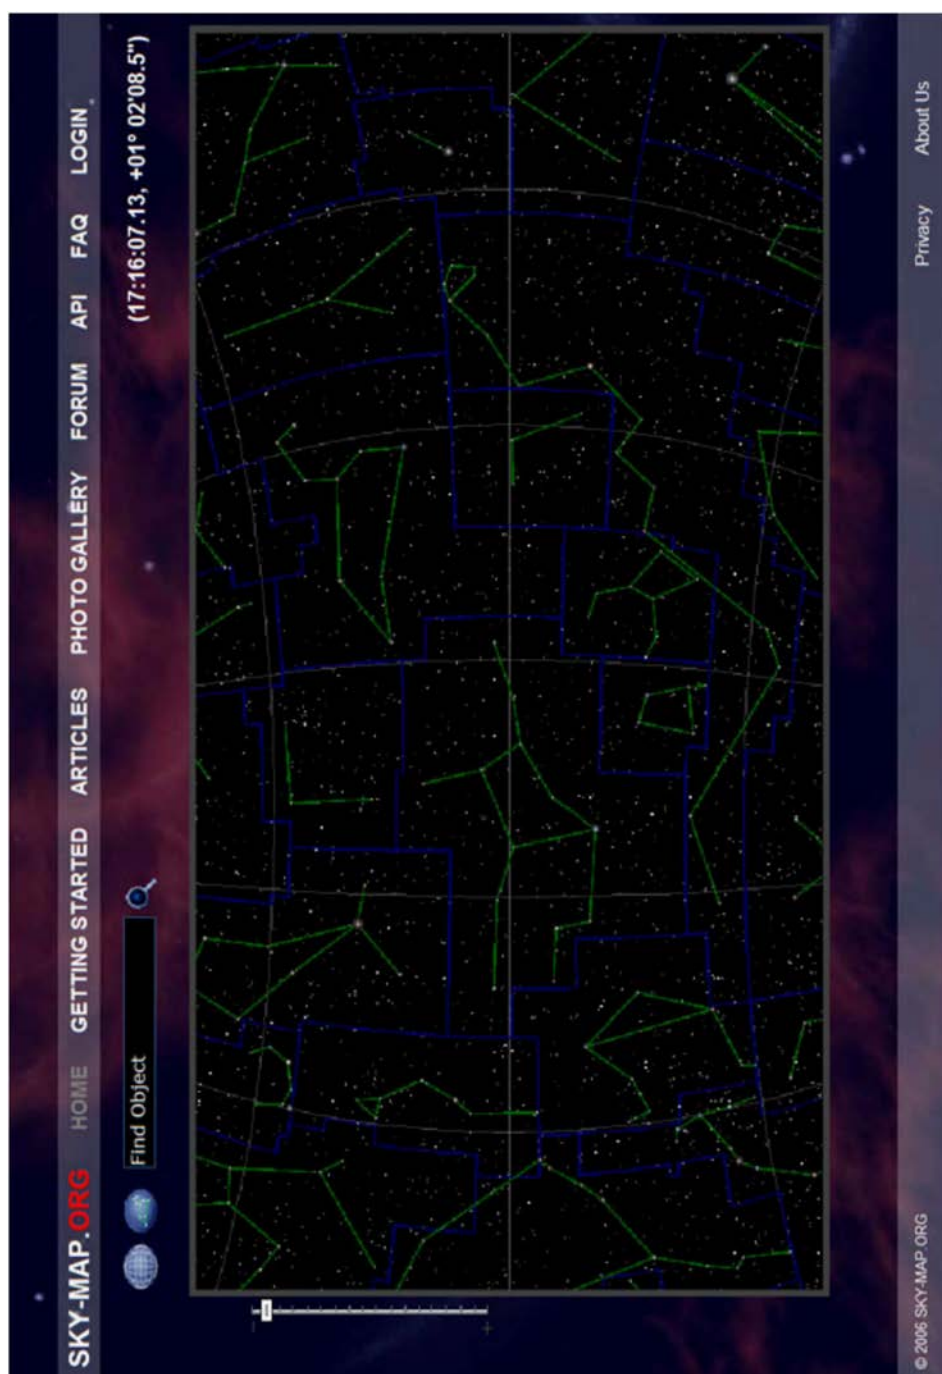 SKY-MAP.ORG HOME GETTING STARTED ARTICLES PHOTO GALLERY FORUM API FAQ LOGIN
Find Object (17:16:07.13, +01° 02'08.5")
© 2006 SKY-MAP.ORG Privacy About Us